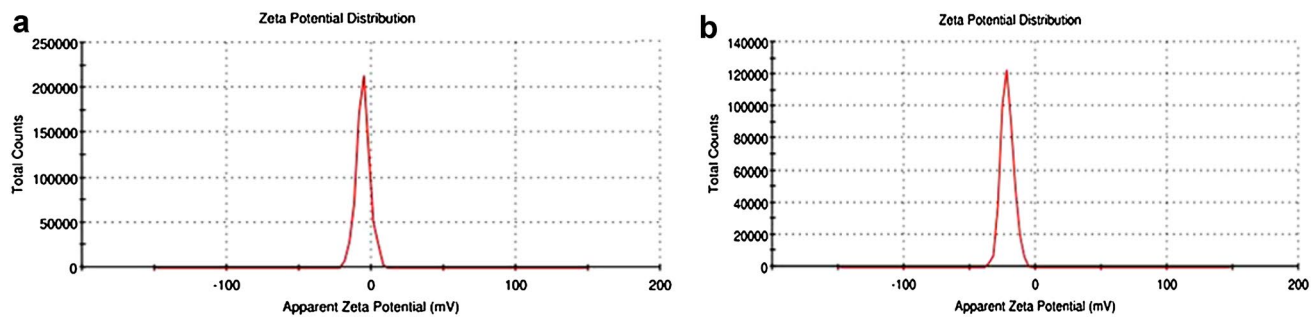 a
Zeta Potential Distribution
250000
200000
150000
100000
50000
0
Total Counts
-100
0
100
200
Apparent Zeta Potential (mV)
b
Zeta Potential Distribution
140000
120000
100000
80000
60000
40000
20000
0
Total Counts
-100
0
100
200
Apparent Zeta Potential (mV)